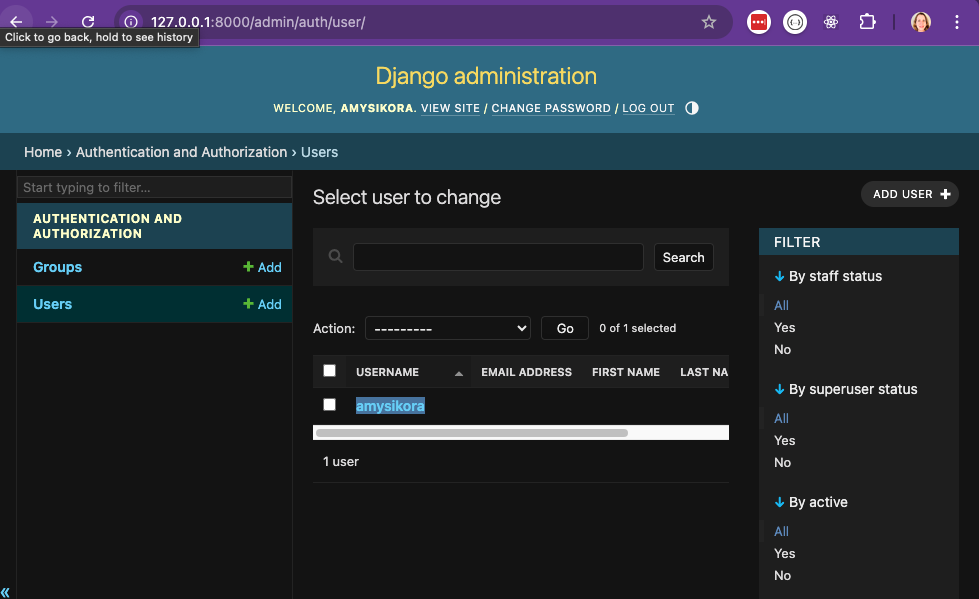 127.0.0.1:8000/admin/auth/user/
Click to go back, hold to see history
Django administration
WELCOME, AMYSIKORA. VIEW SITE / CHANGE PASSWORD / LOG OUT
Home › Authentication and Authorization › Users
Start typing to filter...
AUTHENTICATION AND
AUTHORIZATION
Groups + Add
Users + Add
«
Select user to change
ADD USER +
Search
Action: --------- Go 0 of 1 selected
USERNAME EMAIL ADDRESS FIRST NAME LAST NA
amysikora
1 user
FILTER
↓ By staff status
All
Yes
No
↓ By superuser status
All
Yes
No
↓ By active
All
Yes
No